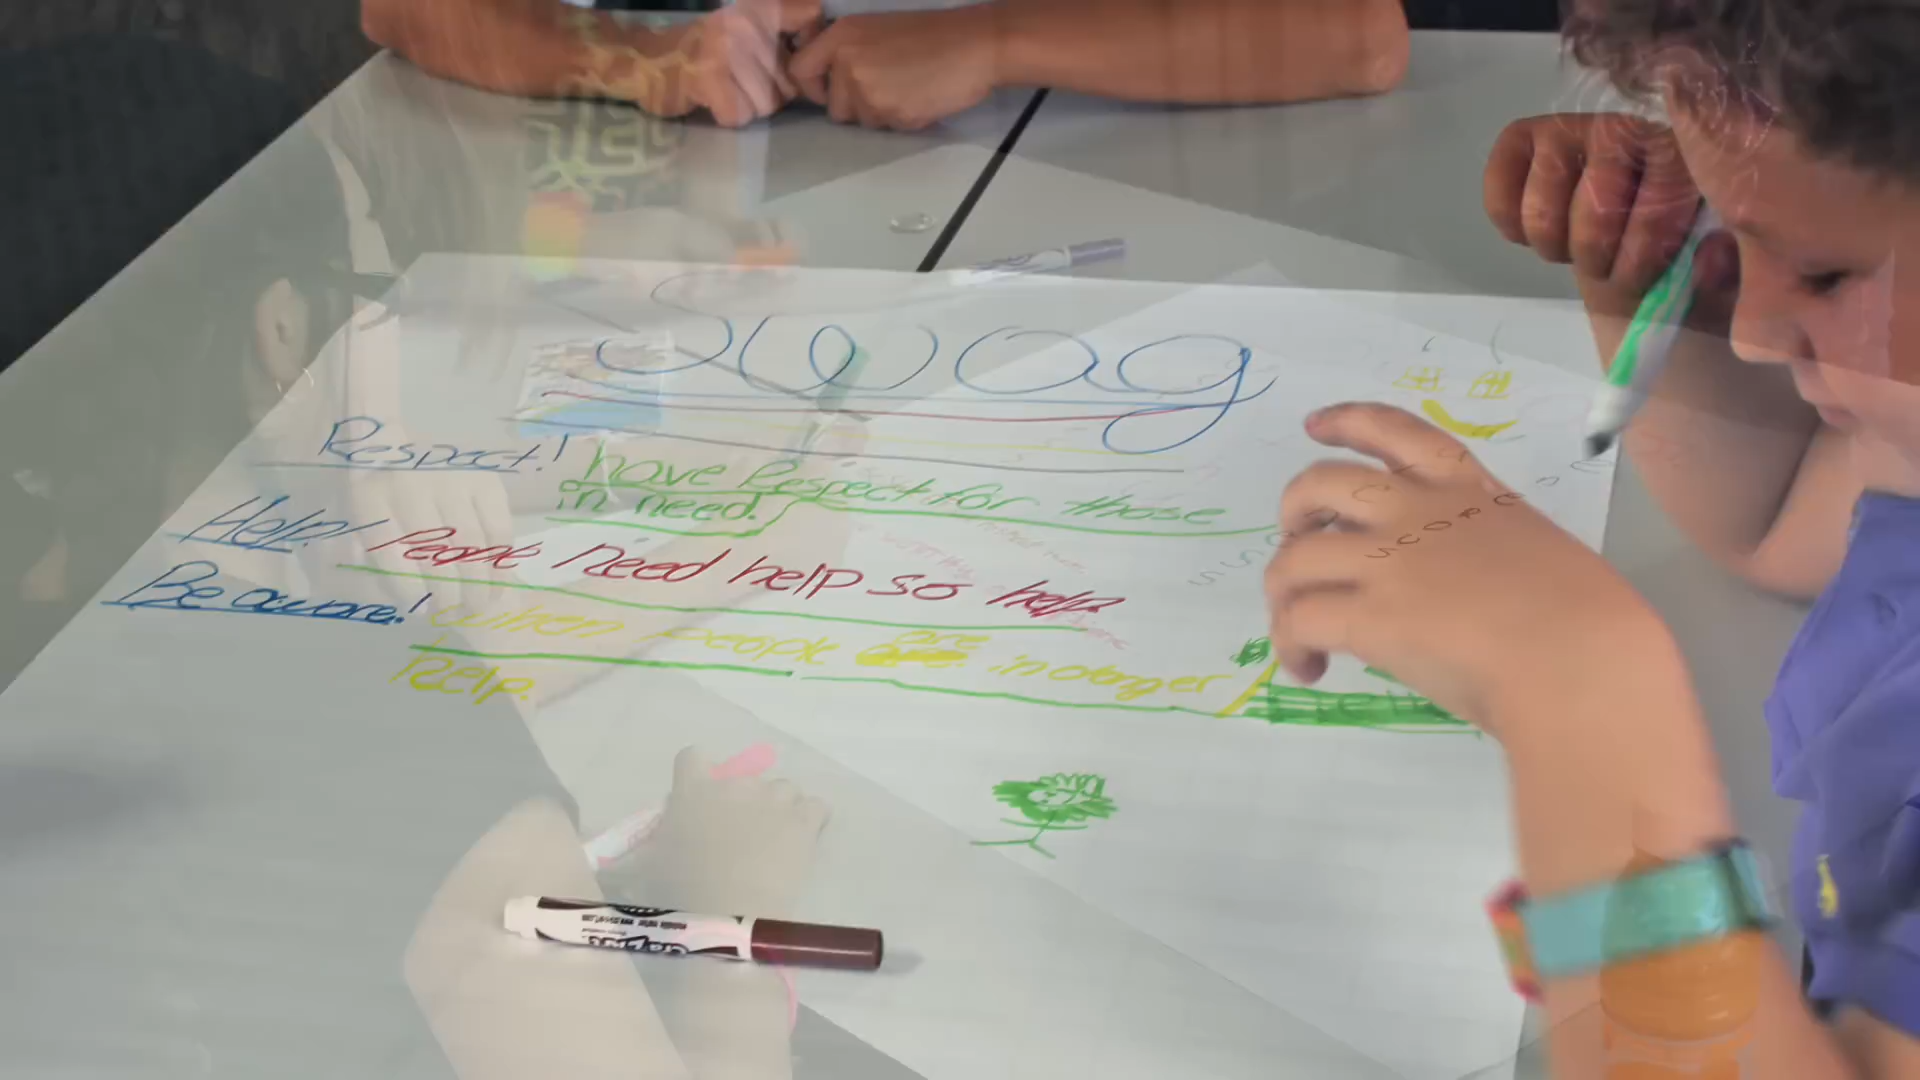 Swag
Respect! have Respect for those
in need.
Help! People need help so help.
Be aware! when people are in danger
help.